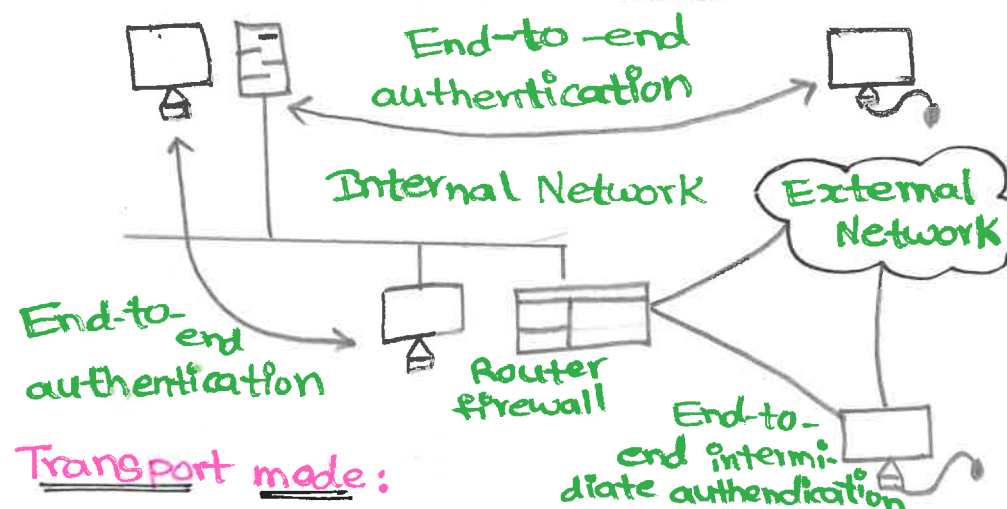 End-to-end
authentication
Internal Network
External
Network
End-to-
end
authentication
Router
firewall
End-to-
end intermi-
diate authendication
Transport mode: